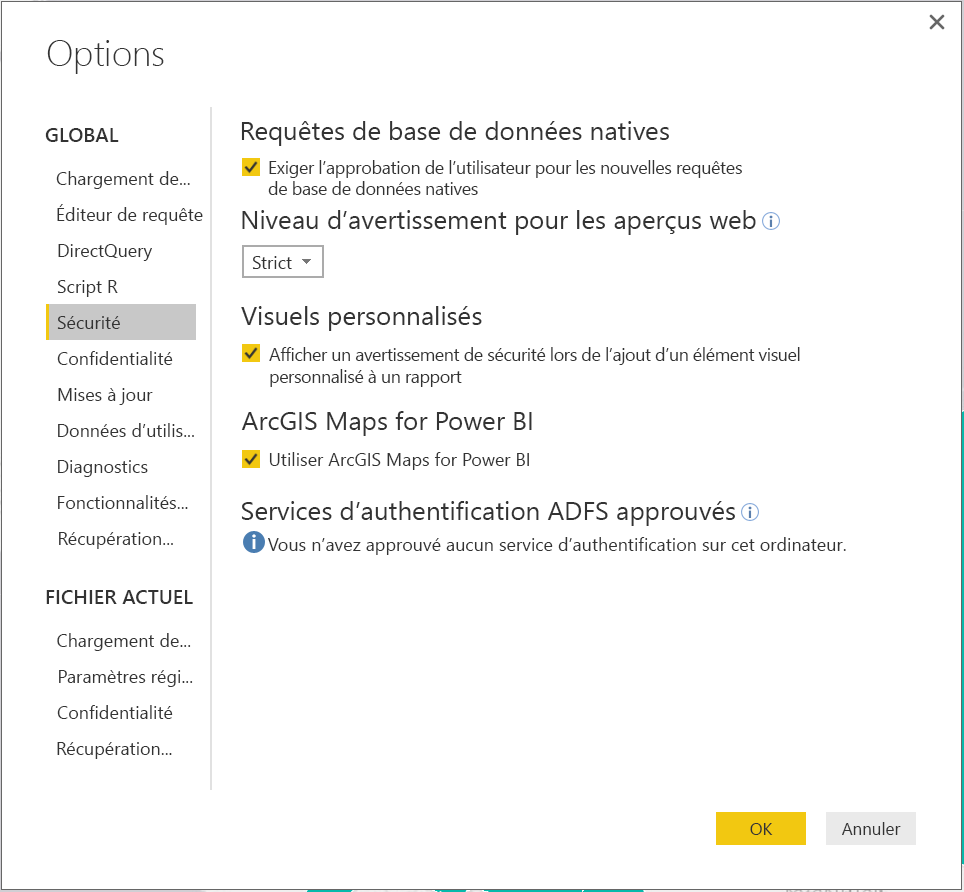 Options
GLOBAL
Chargement de...
Éditeur de requête
DirectQuery
Script R
Sécurité
Confidentialité
Mises à jour
Données d’utilis...
Diagnostics
Fonctionnalités...
Récupération...
FICHIER ACTUEL
Chargement de...
Paramètres régi...
Confidentialité
Récupération...
Requêtes de base de données natives
Exiger l’approbation de l’utilisateur pour les nouvelles requêtes
de base de données natives
Niveau d’avertissement pour les aperçus web
Strict
Visuels personnalisés
Afficher un avertissement de sécurité lors de l’ajout d’un élément visuel
personnalisé à un rapport
ArcGIS Maps for Power BI
Utiliser ArcGIS Maps for Power BI
Services d’authentification ADFS approuvés
Vous n’avez approuvé aucun service d’authentification sur cet ordinateur.
OK
Annuler